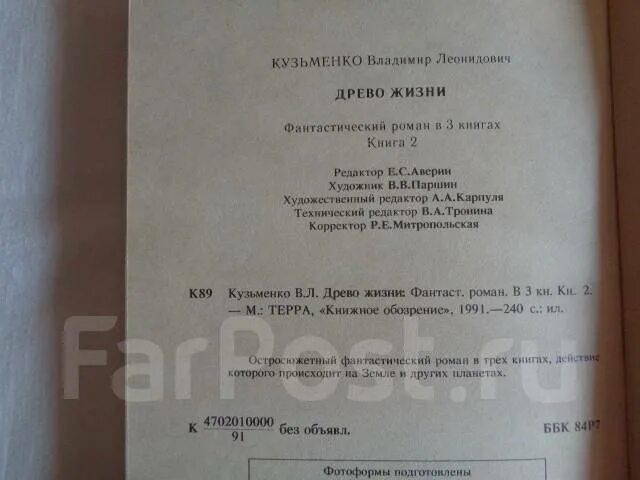 КУЗЬМЕНКО Владимир Леонидович
ДРЕВО ЖИЗНИ
Фантастический роман в 3 книгах
Книга 2
Редактор Е.С.Аверин
Художник В.В.Паршин
Художественный редактор А.А.Карпуля
Технический редактор В.А.Тронина
Корректор Р.Е.Митропольская
К89 Кузьменко В.Л. Древо жизни: Фантаст. роман. В 3 кн. Кн. 2.
— М.: ТЕРРА, «Книжное обозрение», 1991.—240 с.: ил.
Остросюжетный фантастический роман в трех книгах, действие
которого происходит на Земле и других планетах.
К 4702010000/91 без объявл. ББК 84Р7
Фотоформы подготовлены
FarPost.ru